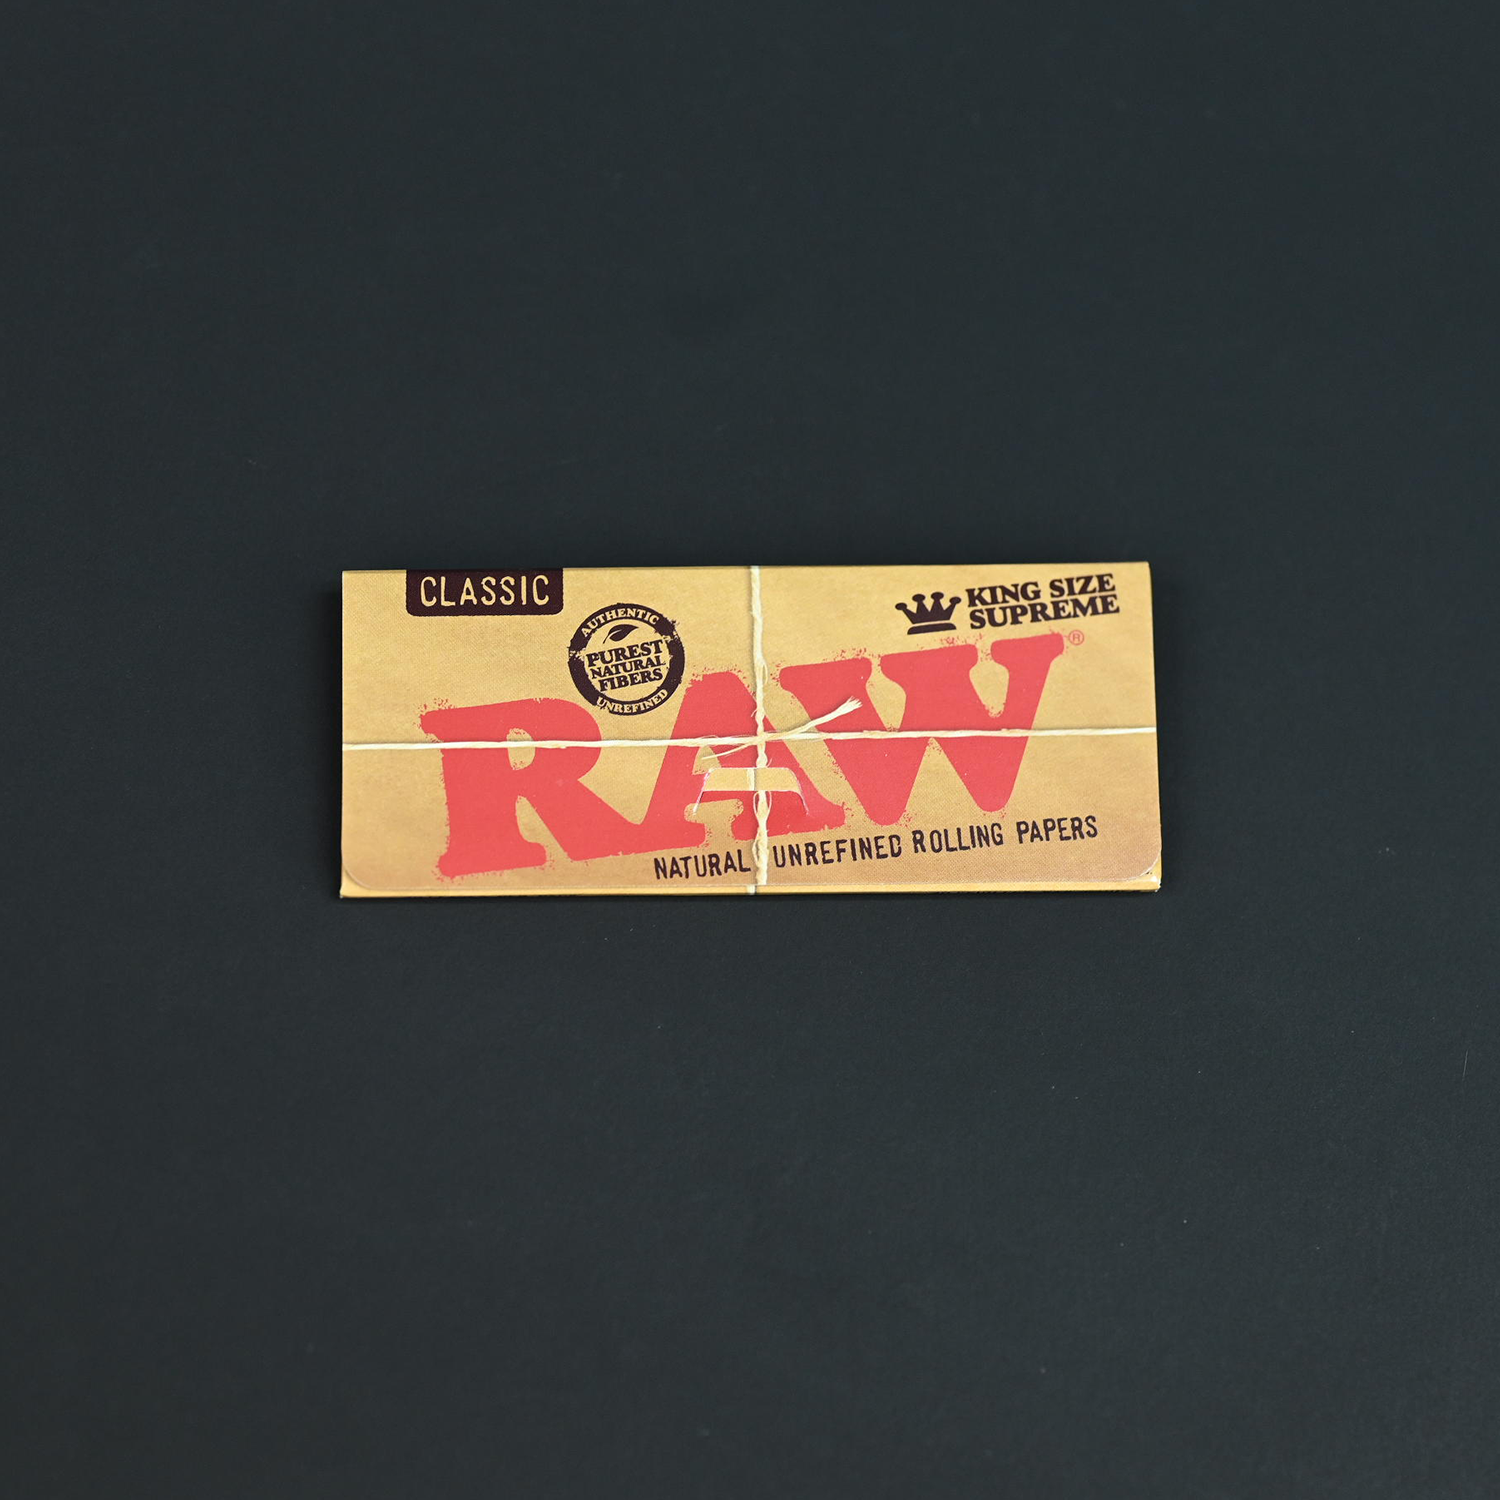 CLASSIC
KING SIZE
SUPREME
AUTHENTIC
PUREST
NATURAL
FIBERS
UNREFINED
RAW®
NATURAL UNREFINED ROLLING PAPERS